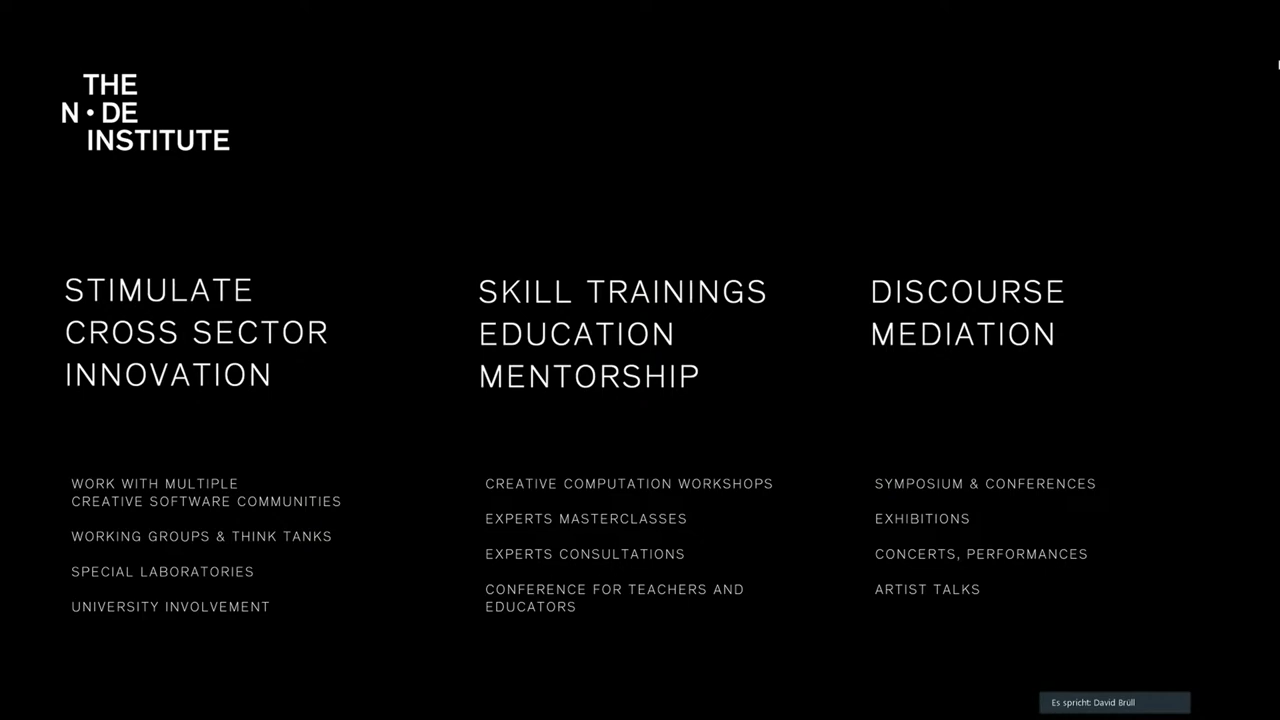 THE
N•DE
INSTITUTE
STIMULATE
CROSS SECTOR
INNOVATION
WORK WITH MULTIPLE
CREATIVE SOFTWARE COMMUNITIES
WORKING GROUPS & THINK TANKS
SPECIAL LABORATORIES
UNIVERSITY INVOLVEMENT
SKILL TRAININGS
EDUCATION
MENTORSHIP
CREATIVE COMPUTATION WORKSHOPS
EXPERTS MASTERCLASSES
EXPERTS CONSULTATIONS
CONFERENCE FOR TEACHERS AND
EDUCATORS
DISCOURSE
MEDIATION
SYMPOSIUM & CONFERENCES
EXHIBITIONS
CONCERTS, PERFORMANCES
ARTIST TALKS
Es spricht: David Brüll